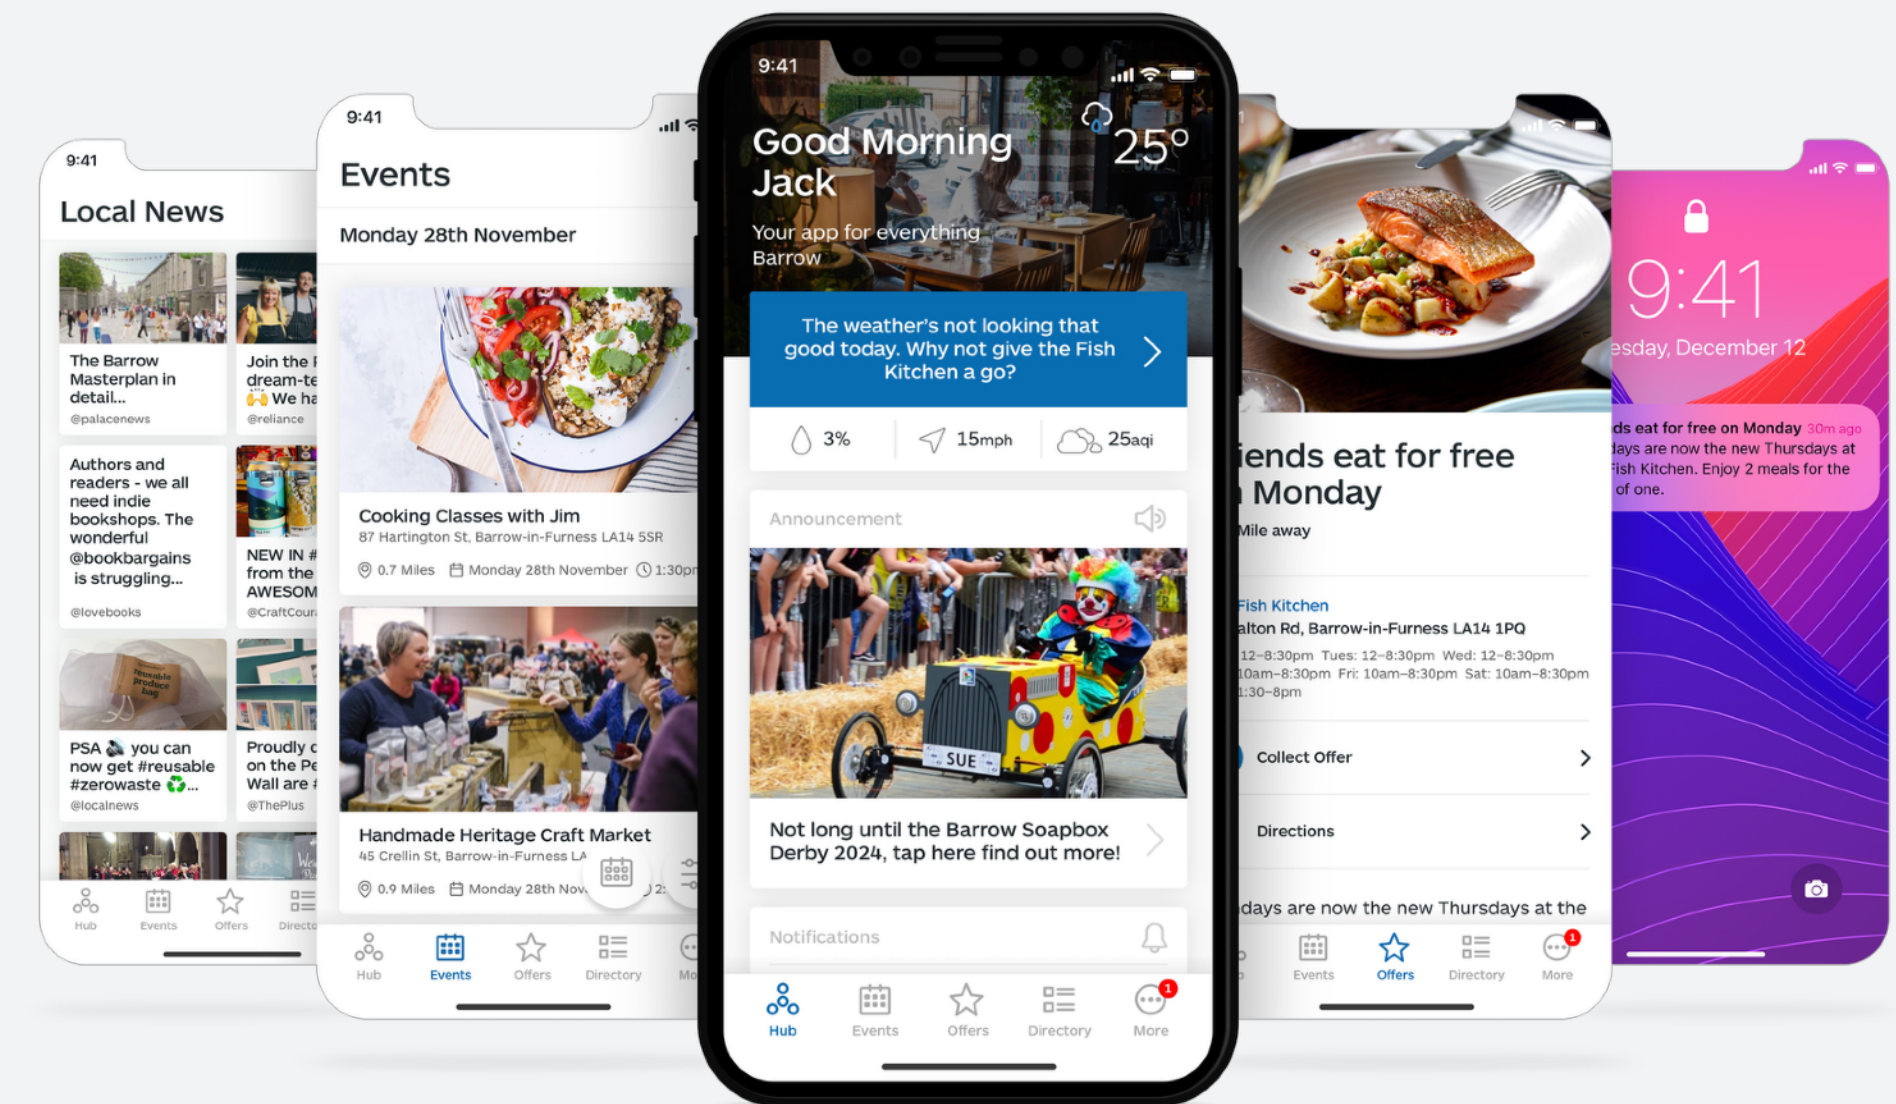 9:41
Local News
The Barrow
Masterplan in
detail...
@palacenews
Join the
dream-te
🙌 We ha
@reliance
Authors and
readers - we all
need indie
bookshops. The
wonderful
@bookbargains
is struggling...
@lovebooks
NEW IN #
from the
AWESOM
@CraftCour
reusable
produce
bag
PSA 🔊 you can
now get #reusable
#zerowaste ♻️...
@localnews
Proudly
on the Pe
Wall are #
@ThePlus
Hub
Events
Offers
Directo
9:41
Events
Monday 28th November
Cooking Classes with Jim
87 Hartington St, Barrow-in-Furness LA14 5SR
0.7 Miles Monday 28th November 1:30pm
Handmade Heritage Craft Market
45 Crellin St, Barrow-in-Furness LA
0.9 Miles Monday 28th Nov 2:
Hub
Events
Offers
Directory
Mo
9:41
Good Morning
Jack
25°
Your app for everything
Barrow
The weather's not looking that
good today. Why not give the Fish
Kitchen a go?
3%
15mph
25aqi
Announcement
SUE
Not long until the Barrow Soapbox
Derby 2024, tap here find out more!
Notifications
Hub
Events
Offers
Directory
More
1
iends eat for free
Monday
Mile away
Fish Kitchen
alton Rd, Barrow-in-Furness LA14 1PQ
12–8:30pm Tues: 12–8:30pm Wed: 12–8:30pm
10am–8:30pm Fri: 10am–8:30pm Sat: 10am–8:30pm
1:30–8pm
Collect Offer
Directions
days are now the new Thursdays at the
Events
Offers
Directory
More
1
9:41
esday, December 12
ds eat for free on Monday 30m ago
days are now the new Thursdays at
Fish Kitchen. Enjoy 2 meals for the
of one.